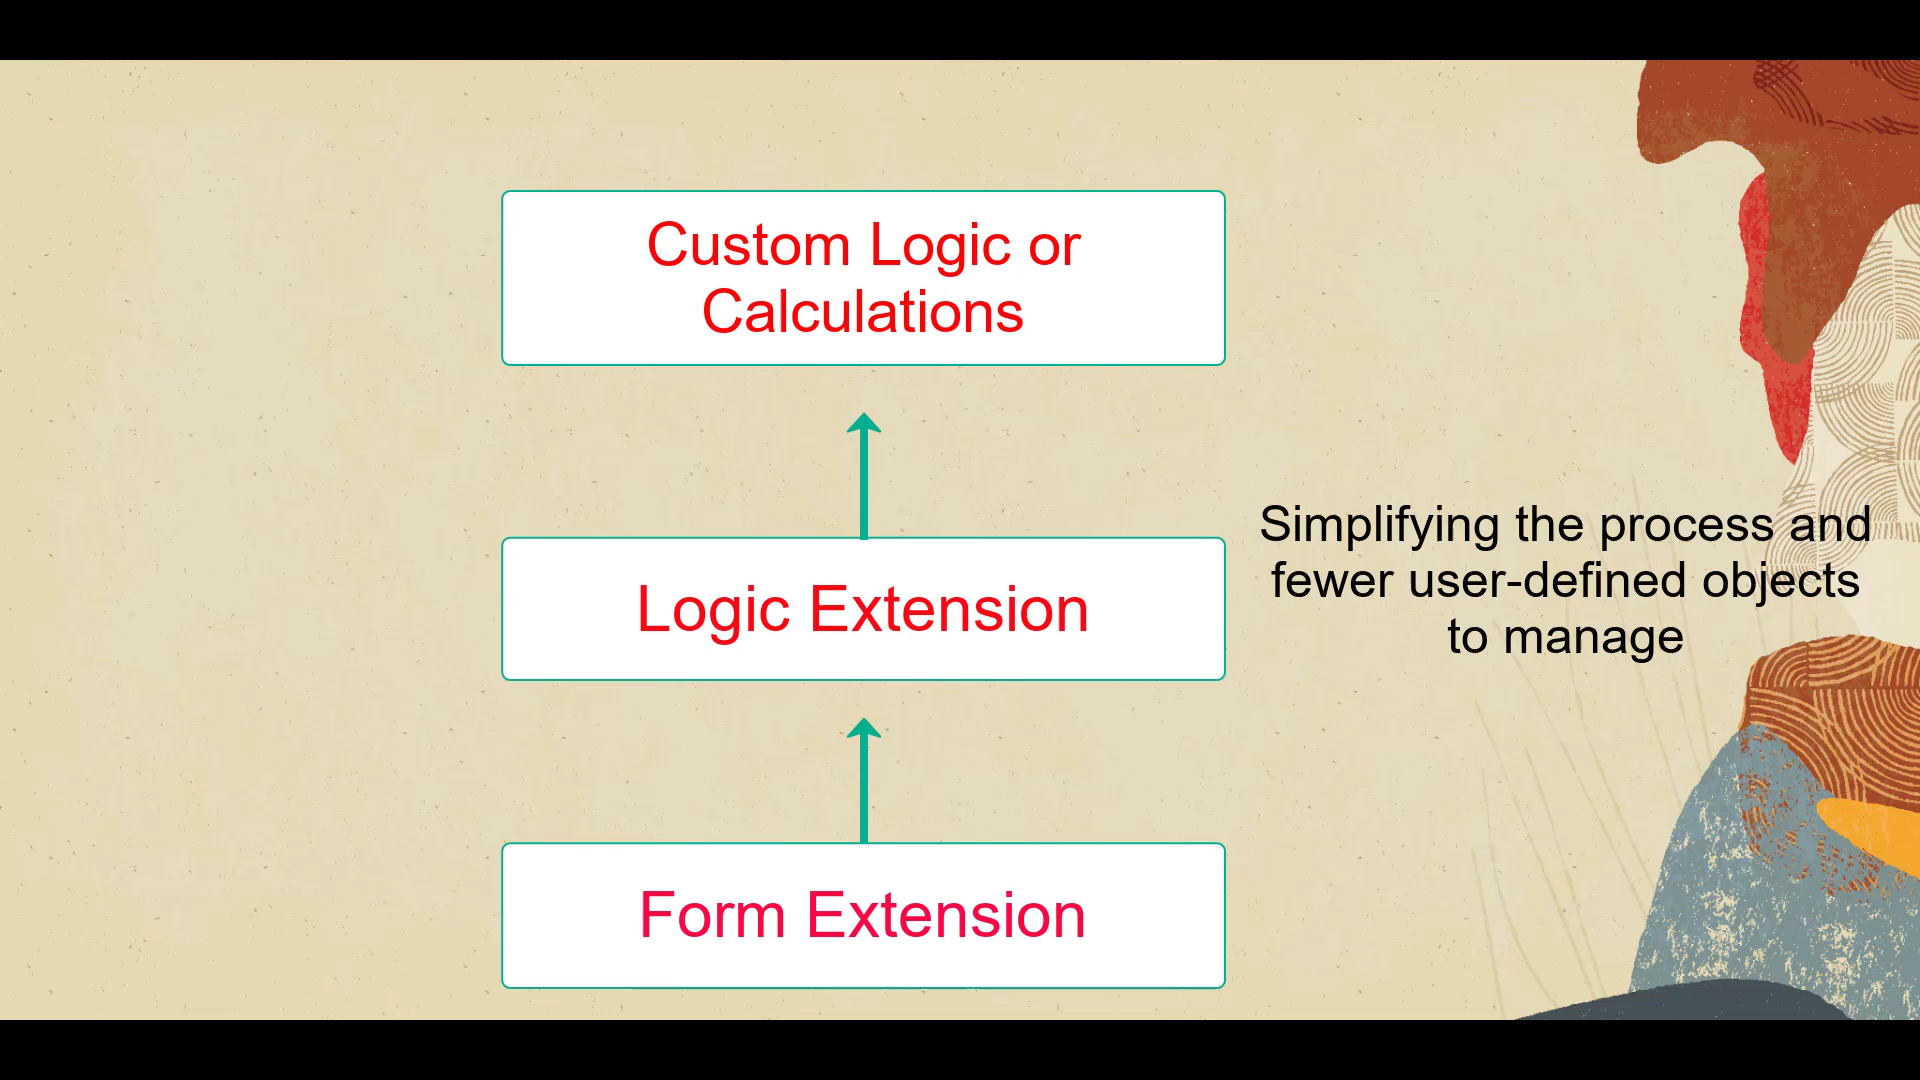 Custom Logic or
Calculations
Logic Extension
Simplifying the process and
fewer user-defined objects
to manage
Form Extension